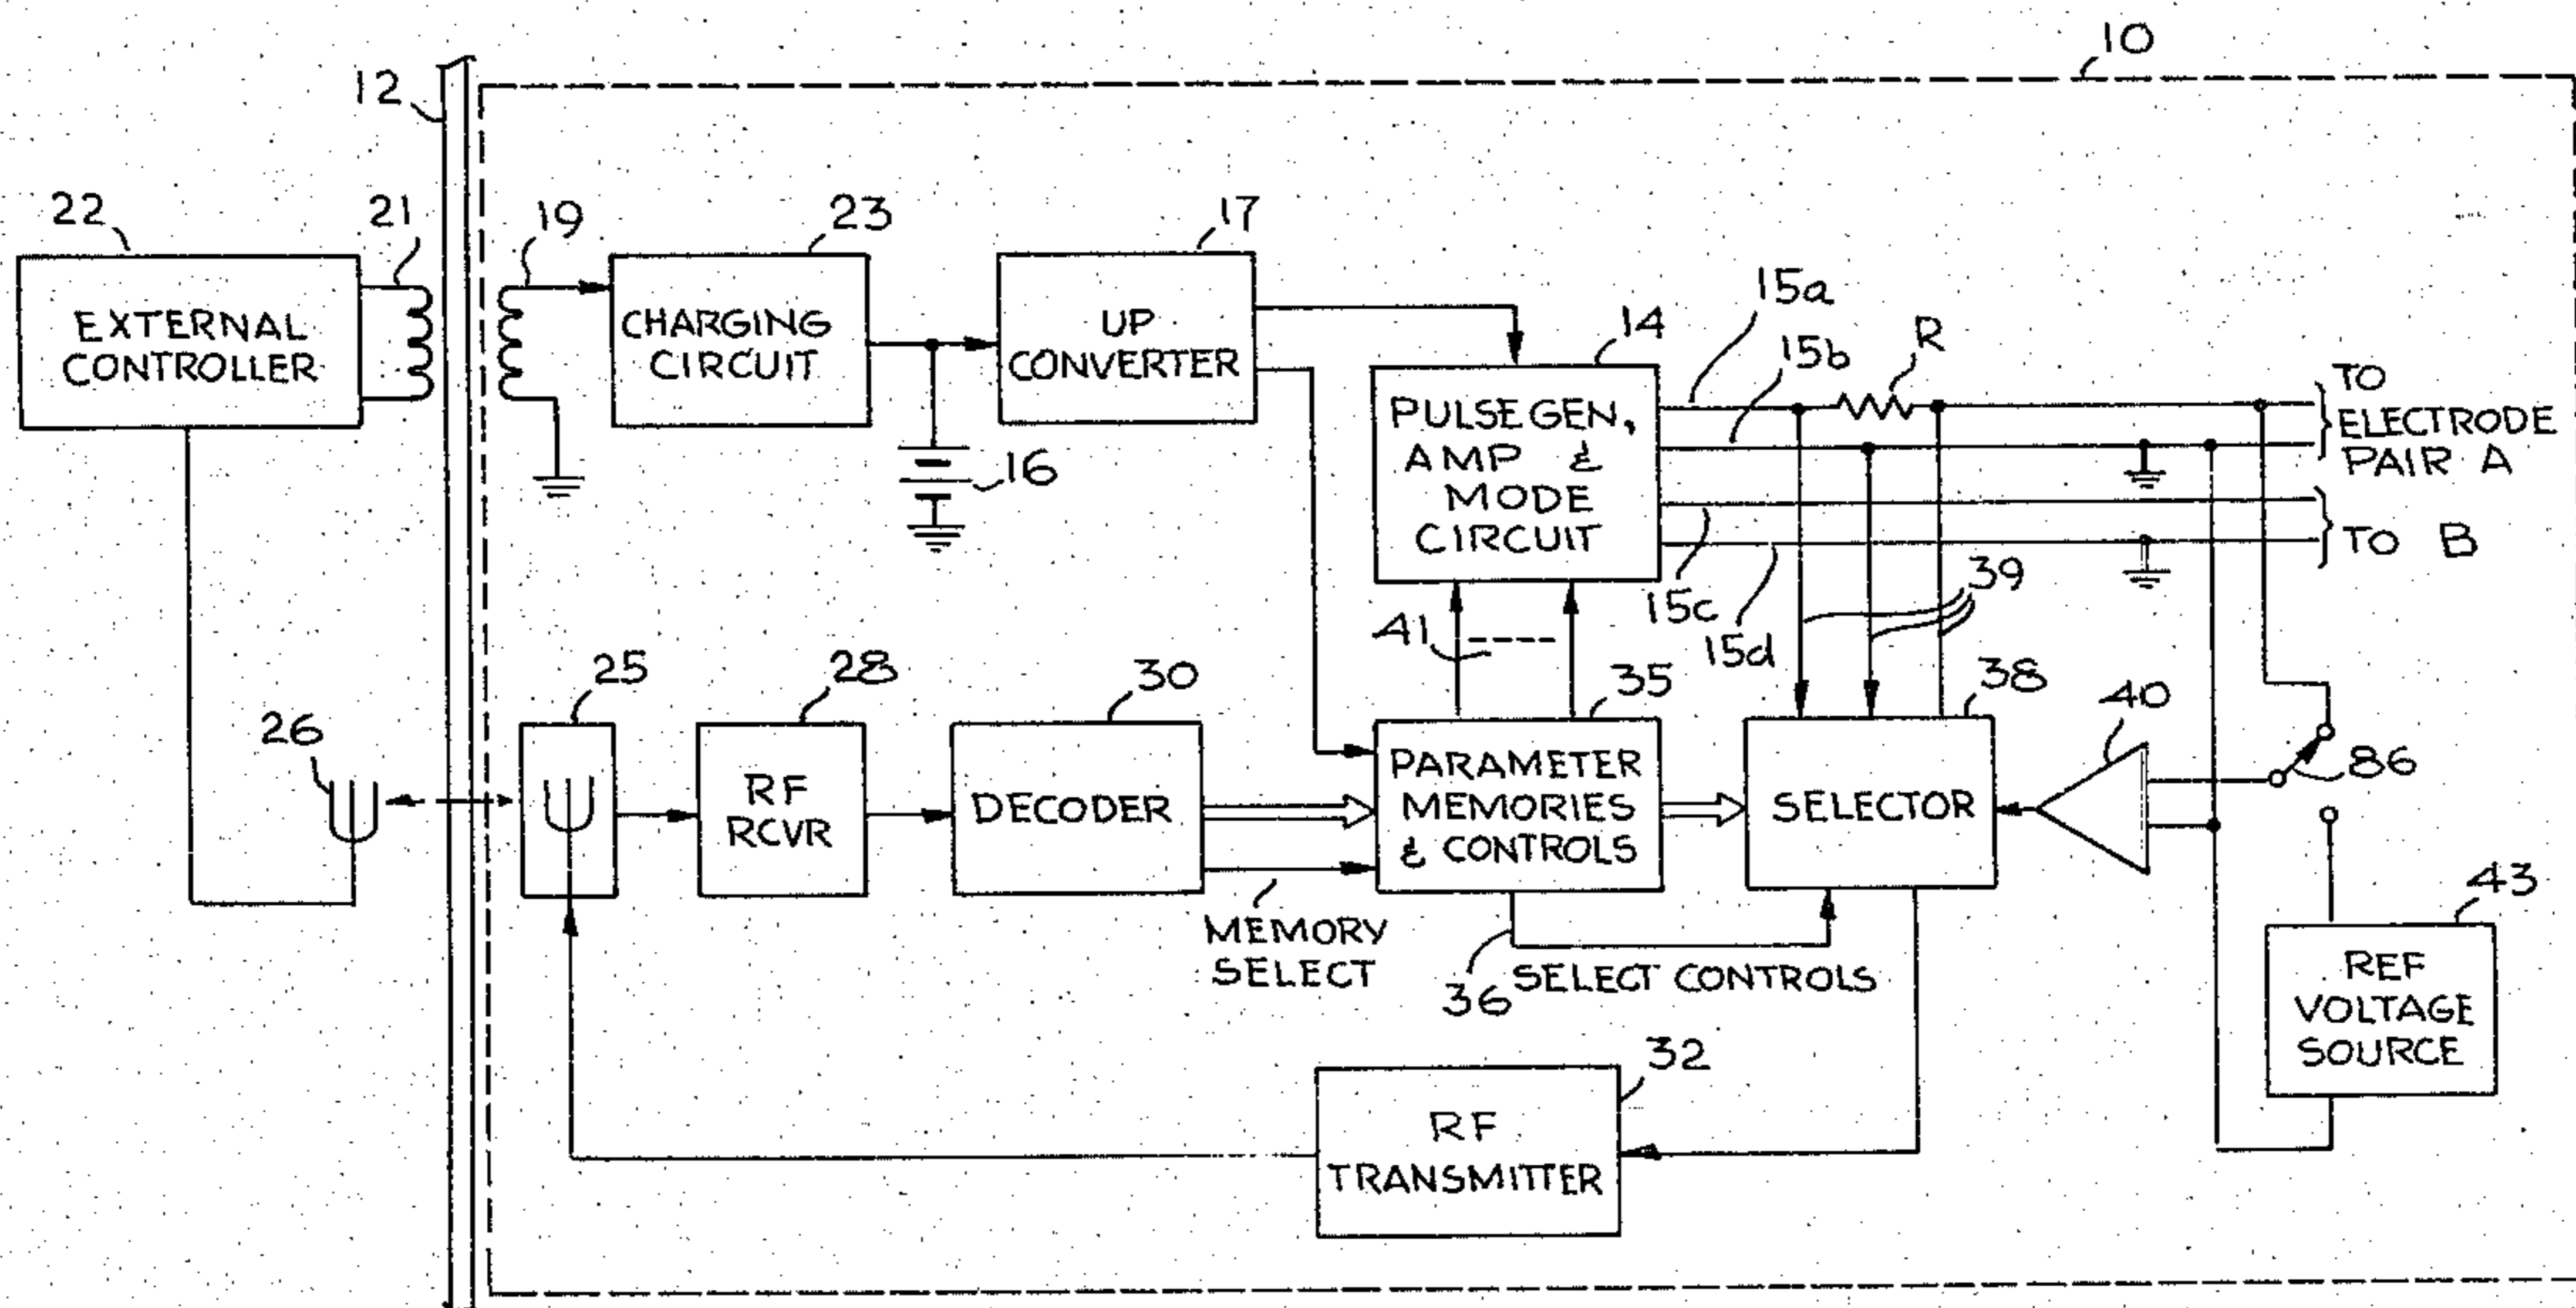 10
12
22
21
19
23
17
EXTERNAL
CONTROLLER
CHARGING
CIRCUIT
UP
CONVERTER
16
14
15a
15b
R
PULSE GEN,
AMP &
MODE
CIRCUIT
TO
ELECTRODE
PAIR A
TO B
15c
15d
39
41
26
25
28
30
35
38
40
86
RF
RCVR
DECODER
PARAMETER
MEMORIES
& CONTROLS
SELECTOR
MEMORY
SELECT
36
SELECT CONTROLS
43
REF
VOLTAGE
SOURCE
32
RF
TRANSMITTER